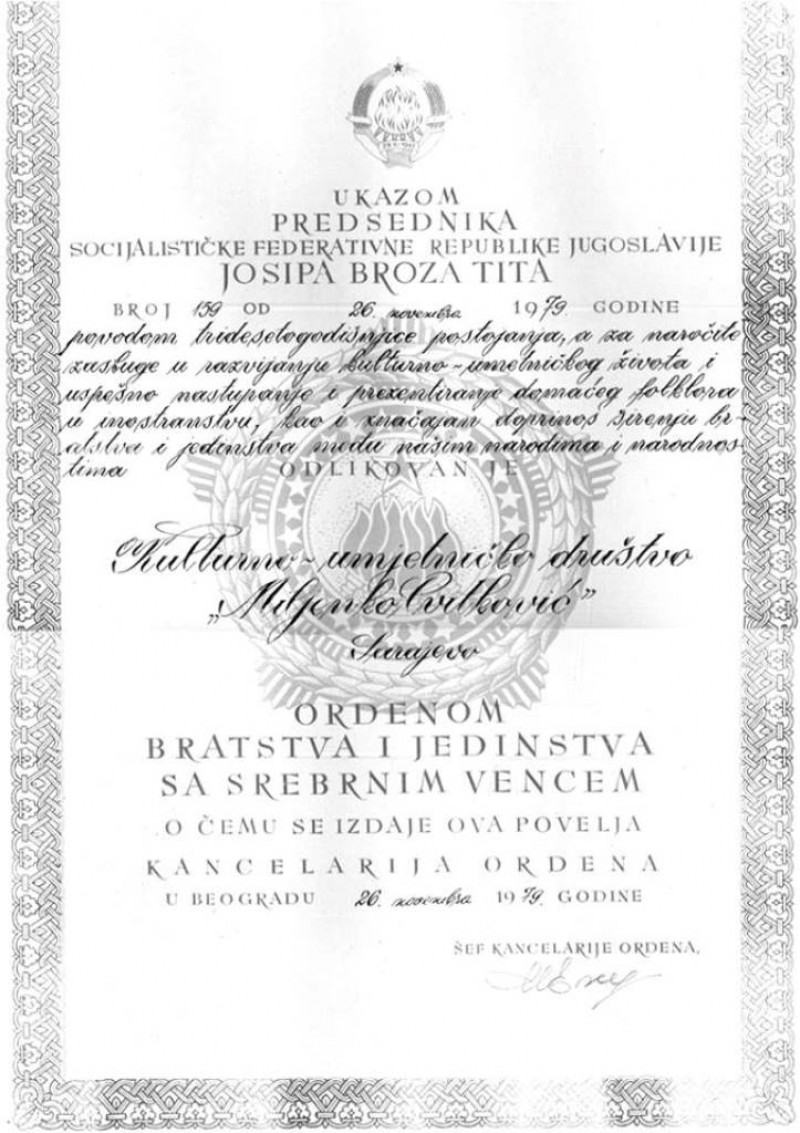 UKAZOM
PREDSEDNIKA
SOCIJALISTIČKE FEDERATIVNE REPUBLIKE JUGOSLAVIJE
JOSIPA BROZA TITA
BROJ 159 OD 26. novembra 1979. GODINE
povodom tridesetogodišnjice postojanja, a za naročite
zasluge u razvijanju kulturno-umetničkog života i
uspešno nastupanje i prezentiranje domaćeg folklora
u inostranstvu, kao i značajan doprinos širenju br-
atstva i jedinstva među našim narodima i narodnos-
tima
ODLIKOVAN JE
Kulturno-umjetničko društvo
„Miljenko Cvitković"
Sarajevo
ORDENOM
BRATSTVA I JEDINSTVA
SA SREBRNIM VENCEM
O ČEMU SE IZDAJE OVA POVELJA
KANCELARIJA ORDENA
U BEOGRADU 26. novembra 1979. GODINE
ŠEF KANCELARIJE ORDENA,